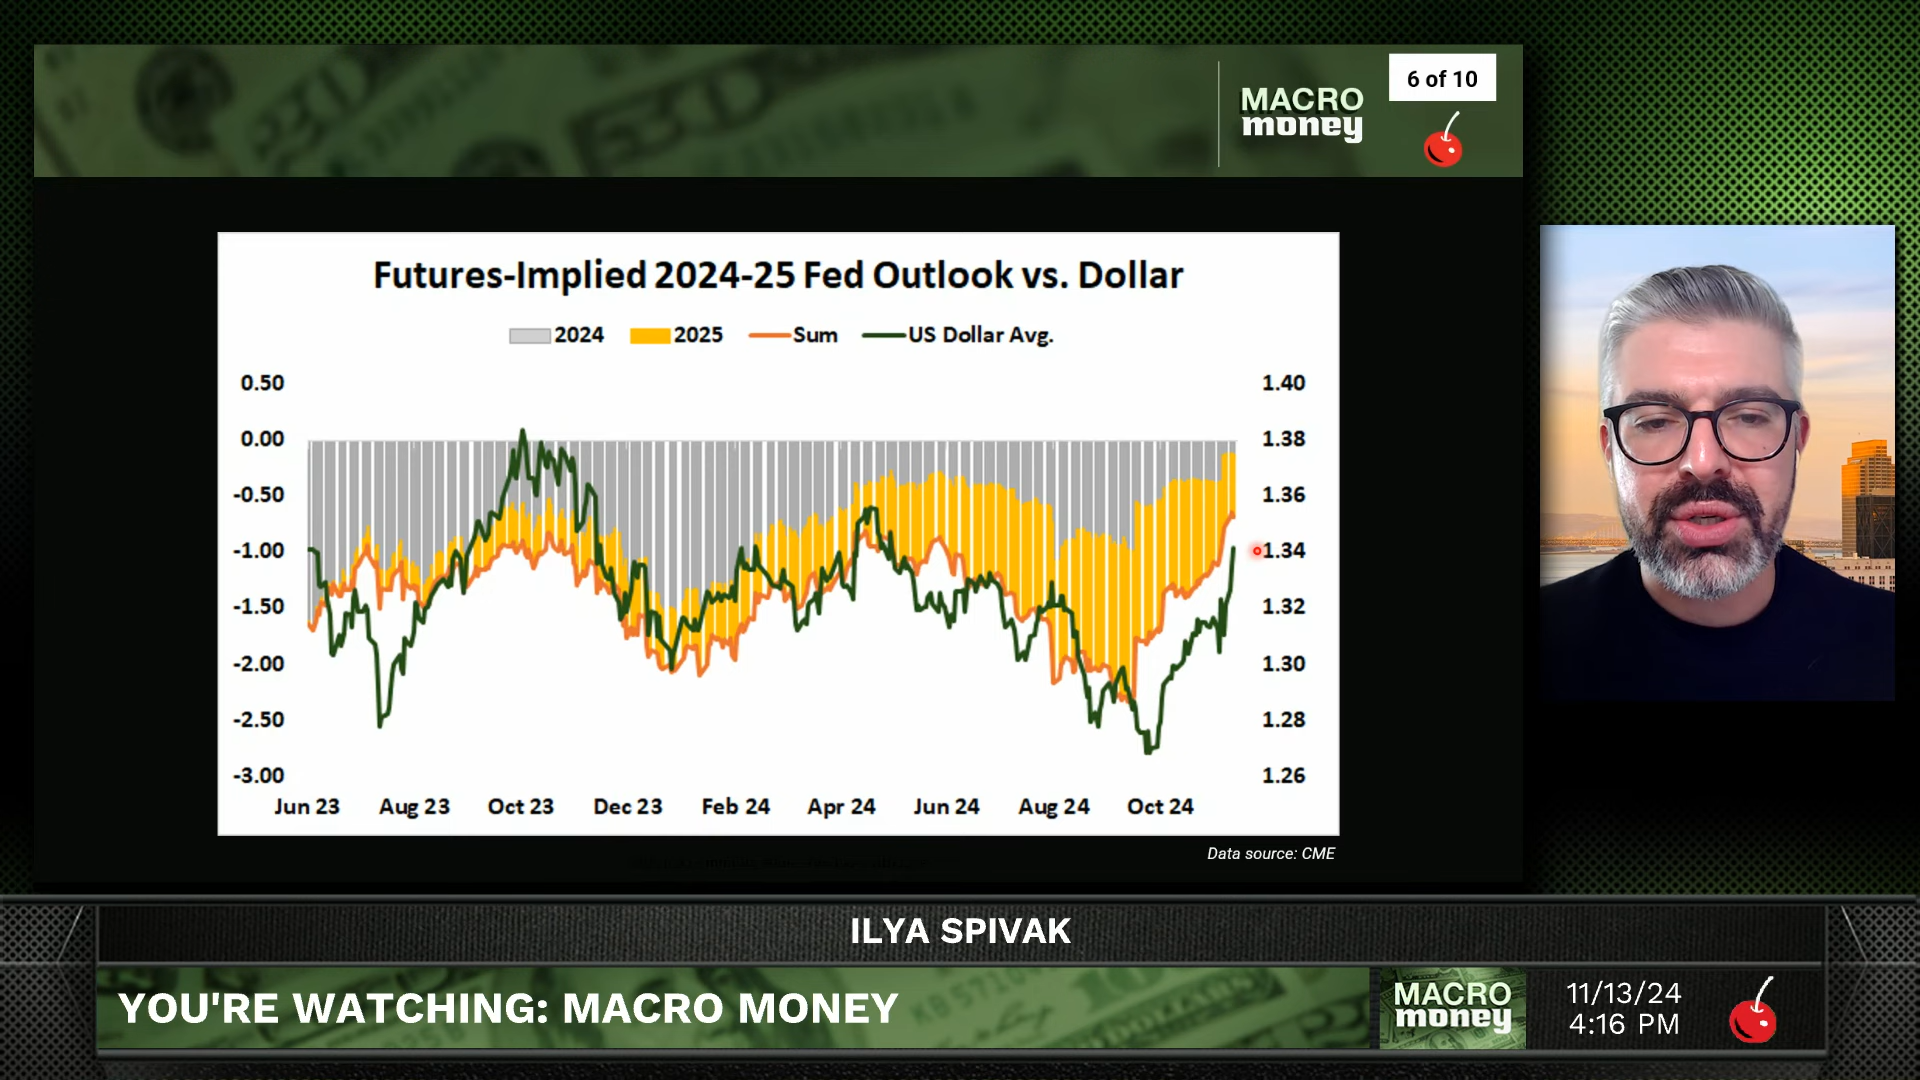 MACRO
money
6 of 10
Futures-Implied 2024-25 Fed Outlook vs. Dollar
2024 2025 Sum US Dollar Avg.
0.50 1.40
0.00 1.38
-0.50 1.36
-1.00 1.34
-1.50 1.32
-2.00 1.30
-2.50 1.28
-3.00 1.26
Jun 23 Aug 23 Oct 23 Dec 23 Feb 24 Apr 24 Jun 24 Aug 24 Oct 24
Data source: CME
ILYA SPIVAK
YOU'RE WATCHING: MACRO MONEY
MACRO
money
11/13/24
4:16 PM